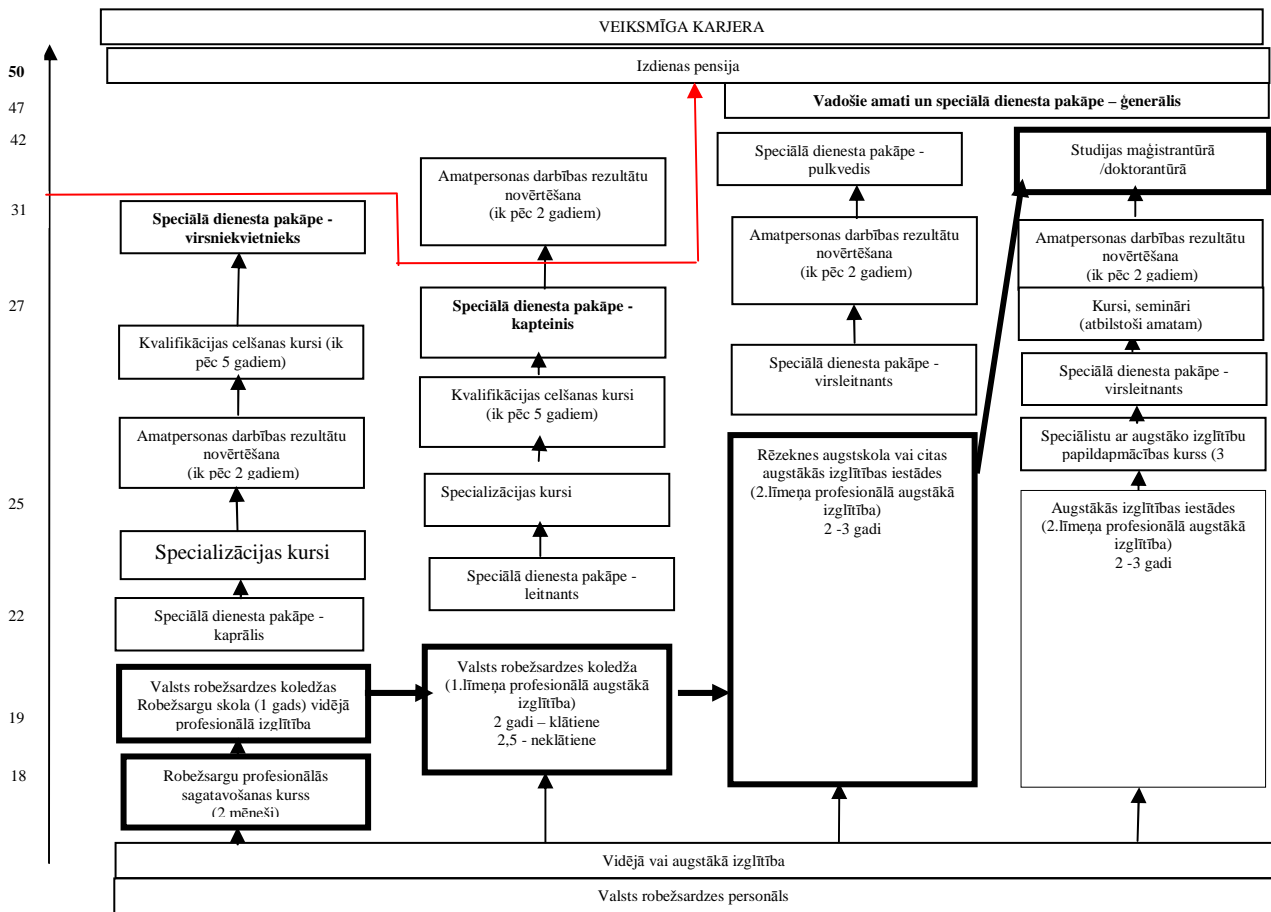 VEIKSMĪGA KARJERA
Izdienas pensija
Vadošie amati un speciālā dienesta pakāpe – ģenerālis
50
47
42
31
27
25
22
19
18
Speciālā dienesta pakāpe -
virsniekvietnieks
Kvalifikācijas celšanas kursi (ik
pēc 5 gadiem)
Amatpersonas darbības rezultātu
novērtēšana
(ik pēc 2 gadiem)
Specializācijas kursi
Speciālā dienesta pakāpe -
kaprālis
Valsts robežsardzes koledžas
Robežsargu skola (1 gads) vidējā
profesionālā izglītība
Robežsargu profesionālās
sagatavošanas kurss
(2 mēneši)
Amatpersonas darbības rezultātu
novērtēšana
(ik pēc 2 gadiem)
Speciālā dienesta pakāpe -
kapteinis
Kvalifikācijas celšanas kursi
(ik pēc 5 gadiem)
Specializācijas kursi
Speciālā dienesta pakāpe -
leitnants
Valsts robežsardzes koledža
(1.līmeņa profesionālā augstākā
izglītība)
2 gadi – klātiene
2,5 - neklātiene
Speciālā dienesta pakāpe -
pulkvedis
Amatpersonas darbības rezultātu
novērtēšana
(ik pēc 2 gadiem)
Speciālā dienesta pakāpe -
virsleitnants
Rēzeknes augstskola vai citas
augstākās izglītības iestādes
(2.līmeņa profesionālā augstākā
izglītība)
2 -3 gadi
Studijas maģistrantūrā
/doktorantūrā
Amatpersonas darbības rezultātu
novērtēšana
(ik pēc 2 gadiem)
Kursi, semināri
(atbilstoši amatam)
Speciālā dienesta pakāpe -
virsleitnants
Speciālistu ar augstāko izglītību
papildapmācības kurss (3
Augstākās izglītības iestādes
(2.līmeņa profesionālā augstākā
izglītība)
2 -3 gadi
Vidējā vai augstākā izglītība
Valsts robežsardzes personāls